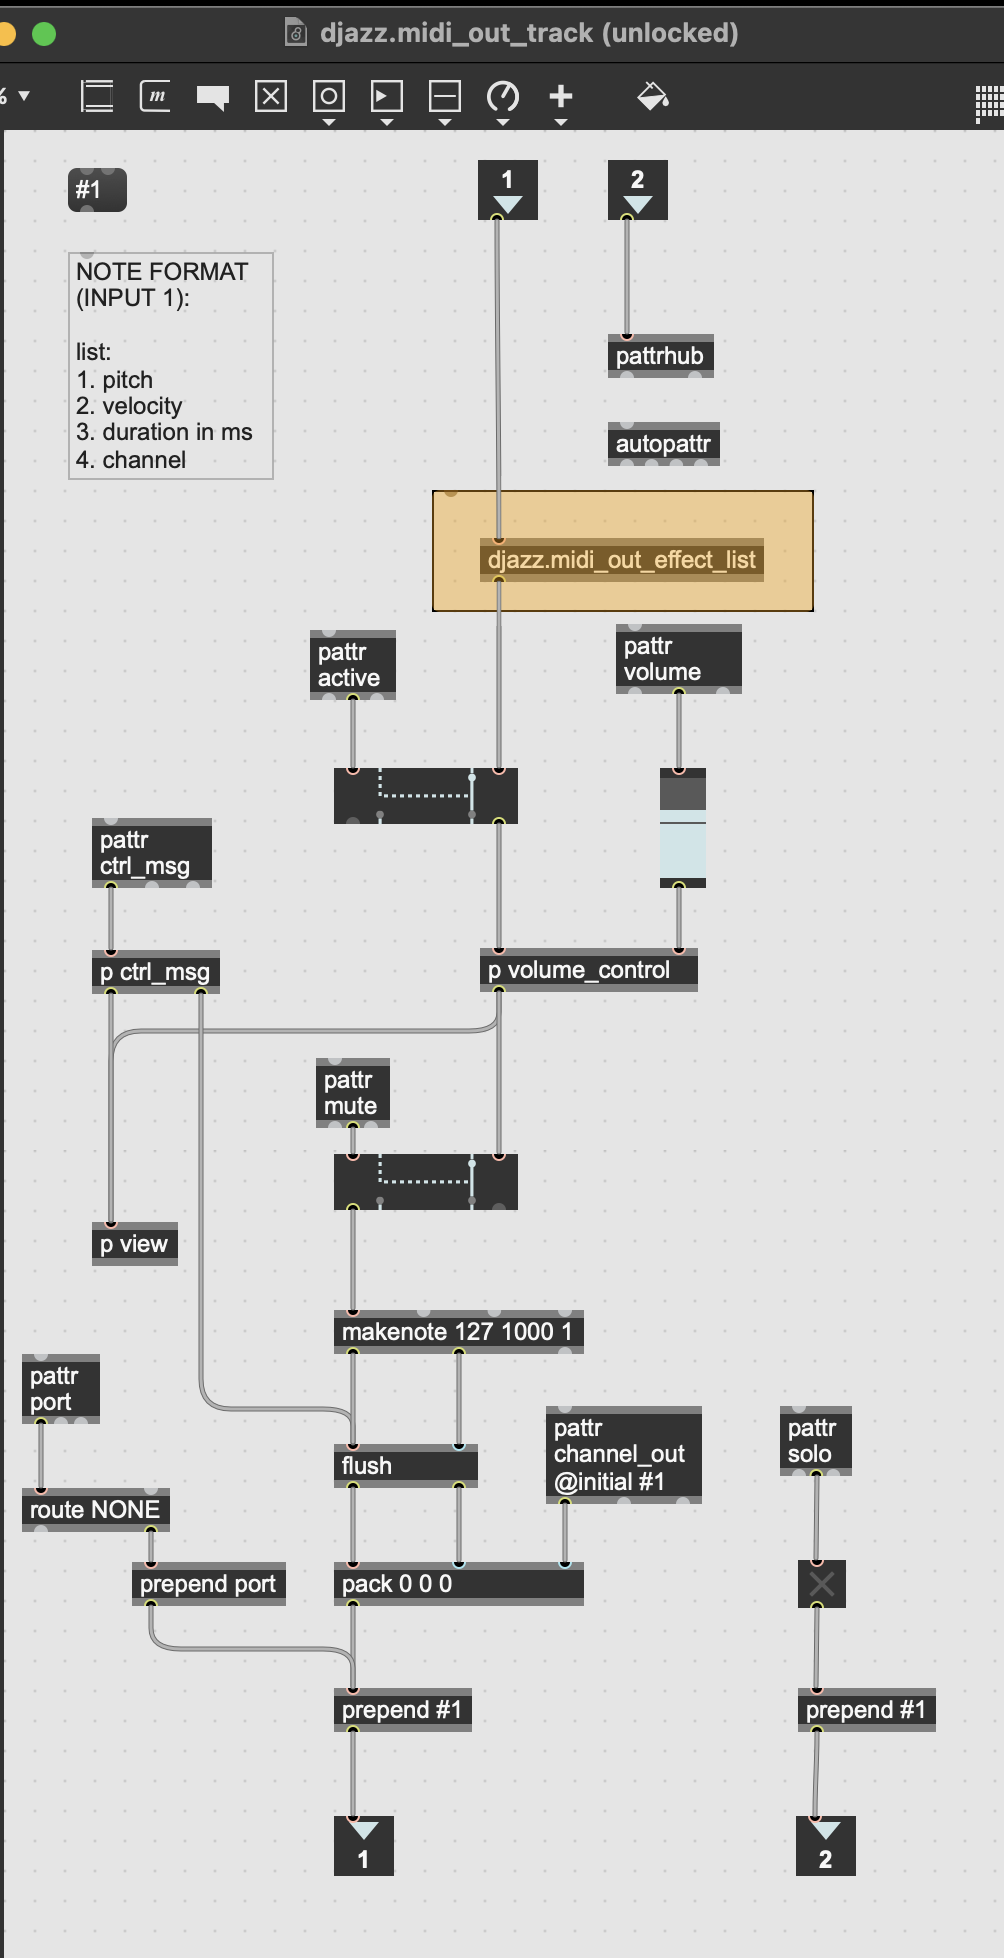 djazz.midi_out_track (unlocked)
% ▼
m
#1
1
2
NOTE FORMAT
(INPUT 1):
list:
1. pitch
2. velocity
3. duration in ms
4. channel
pattrhub
autopattr
djazz.midi_out_effect_list
pattr
active
pattr
volume
pattr
ctrl_msg
p ctrl_msg
p volume_control
pattr
mute
p view
makenote 127 1000 1
pattr
port
pattr
channel_out
@initial #1
pattr
solo
flush
route NONE
prepend port
pack 0 0 0
prepend #1
prepend #1
1
2